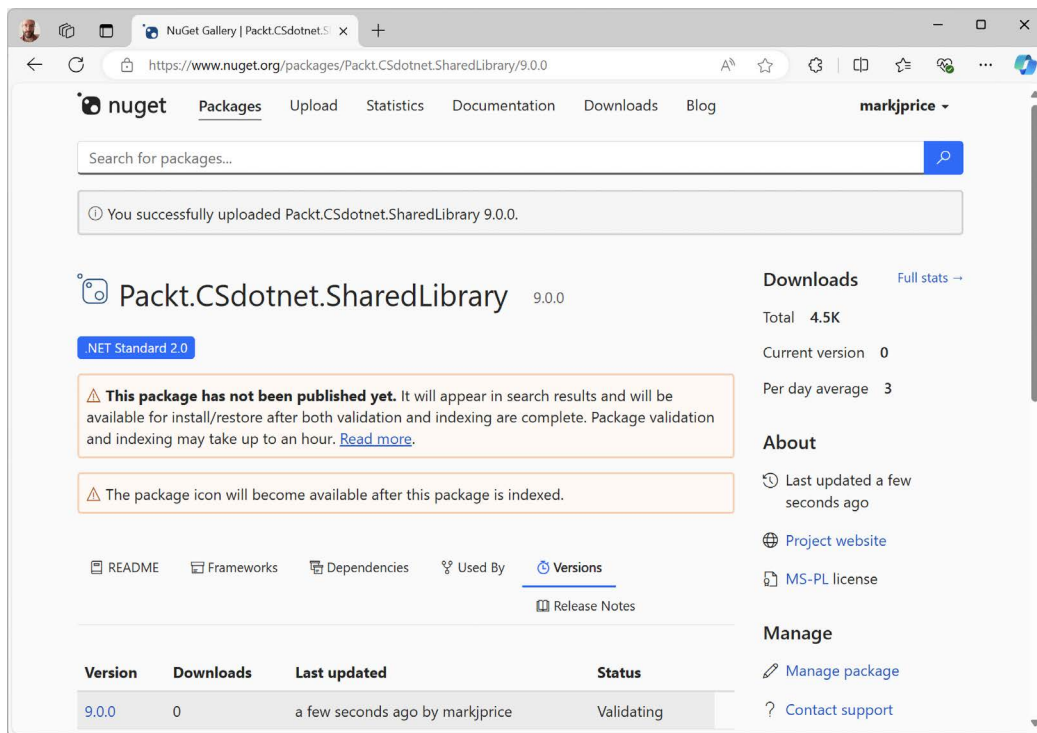 NuGet Gallery | Packt.CSdotnet.S
https://www.nuget.org/packages/Packt.CSdotnet.SharedLibrary/9.0.0
nuget Packages Upload Statistics Documentation Downloads Blog markjprice
Search for packages...
You successfully uploaded Packt.CSdotnet.SharedLibrary 9.0.0.
Packt.CSdotnet.SharedLibrary 9.0.0
.NET Standard 2.0
This package has not been published yet. It will appear in search results and will be
available for install/restore after both validation and indexing are complete. Package validation
and indexing may take up to an hour. Read more.
The package icon will become available after this package is indexed.
README Frameworks Dependencies Used By Versions
Release Notes
Version Downloads Last updated Status
9.0.0 0 a few seconds ago by markjprice Validating
Downloads Full stats →
Total 4.5K
Current version 0
Per day average 3
About
Last updated a few
seconds ago
Project website
MS-PL license
Manage
Manage package
Contact support